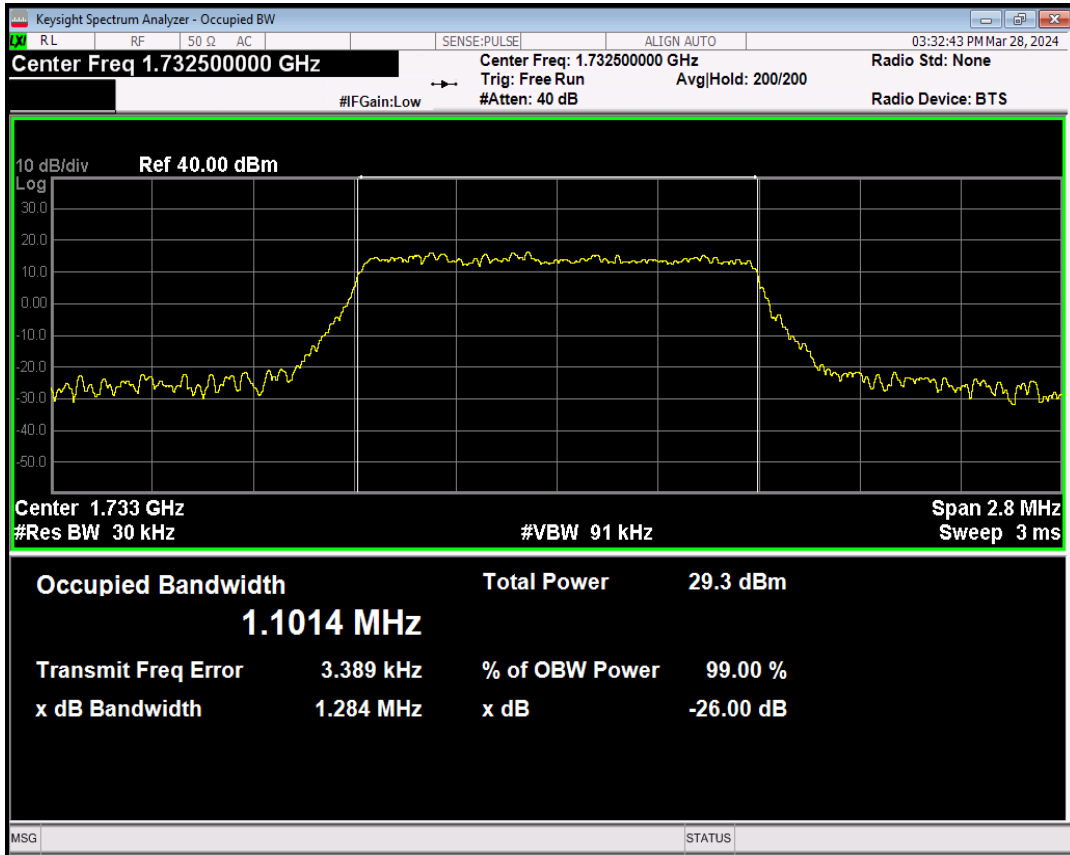 Keysight Spectrum Analyzer - Occupied BW
LXI RL RF 50 Ω AC SENSE:PULSE ALIGN AUTO 03:32:43 PM Mar 28, 2024
Center Freq 1.732500000 GHz Center Freq: 1.732500000 GHz Radio Std: None
Trig: Free Run Avg|Hold: 200/200
#IFGain:Low #Atten: 40 dB Radio Device: BTS
10 dB/div Ref 40.00 dBm
Log
30.0
20.0
10.0
0.00
-10.0
-20.0
-30.0
-40.0
-50.0
Center 1.733 GHz Span 2.8 MHz
#Res BW 30 kHz #VBW 91 kHz Sweep 3 ms
Occupied Bandwidth Total Power 29.3 dBm
1.1014 MHz
Transmit Freq Error 3.389 kHz % of OBW Power 99.00 %
x dB Bandwidth 1.284 MHz x dB -26.00 dB
MSG STATUS